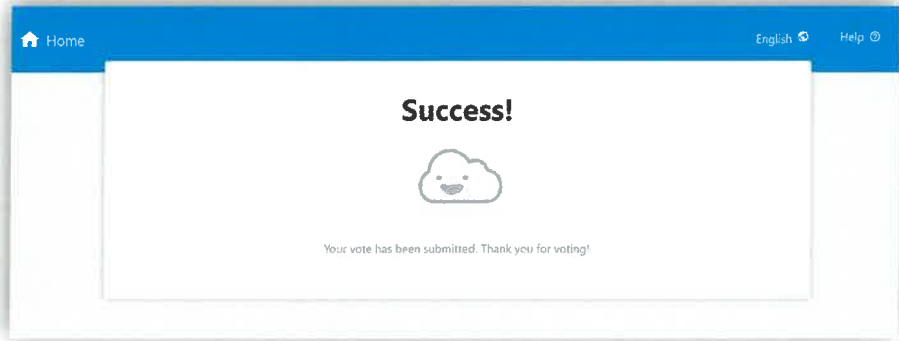 Home
English
Help
Success!
Your vote has been submitted. Thank you for voting!